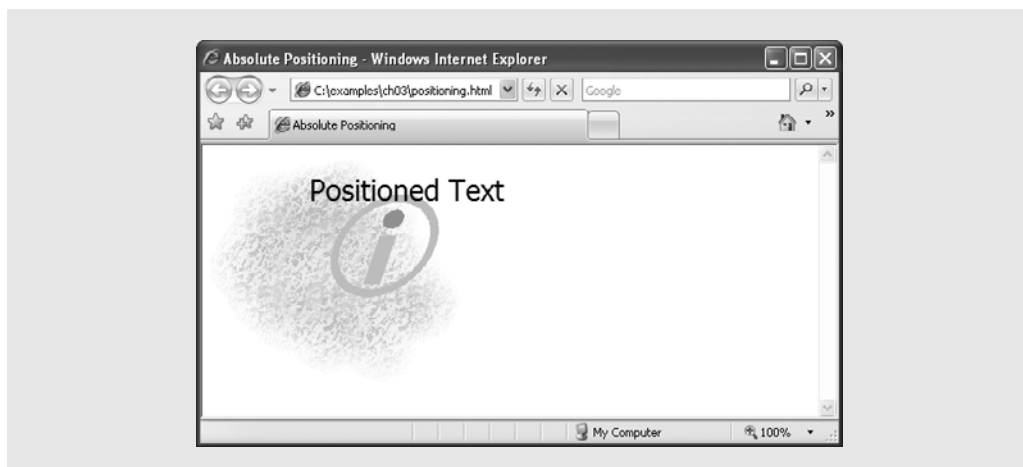 Absolute Positioning - Windows Internet Explorer
C:\examples\ch03\positioning.html
Google
Absolute Positioning
»
Positioned Text
i
My Computer
100%